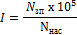 I = Nзп x 10⁵ / Nнас